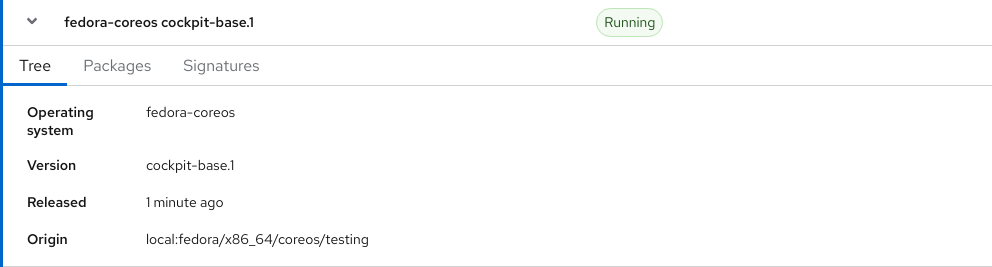 fedora-coreos cockpit-base.1 Running
Tree Packages Signatures
Operating system fedora-coreos
Version cockpit-base.1
Released 1 minute ago
Origin local:fedora/x86_64/coreos/testing